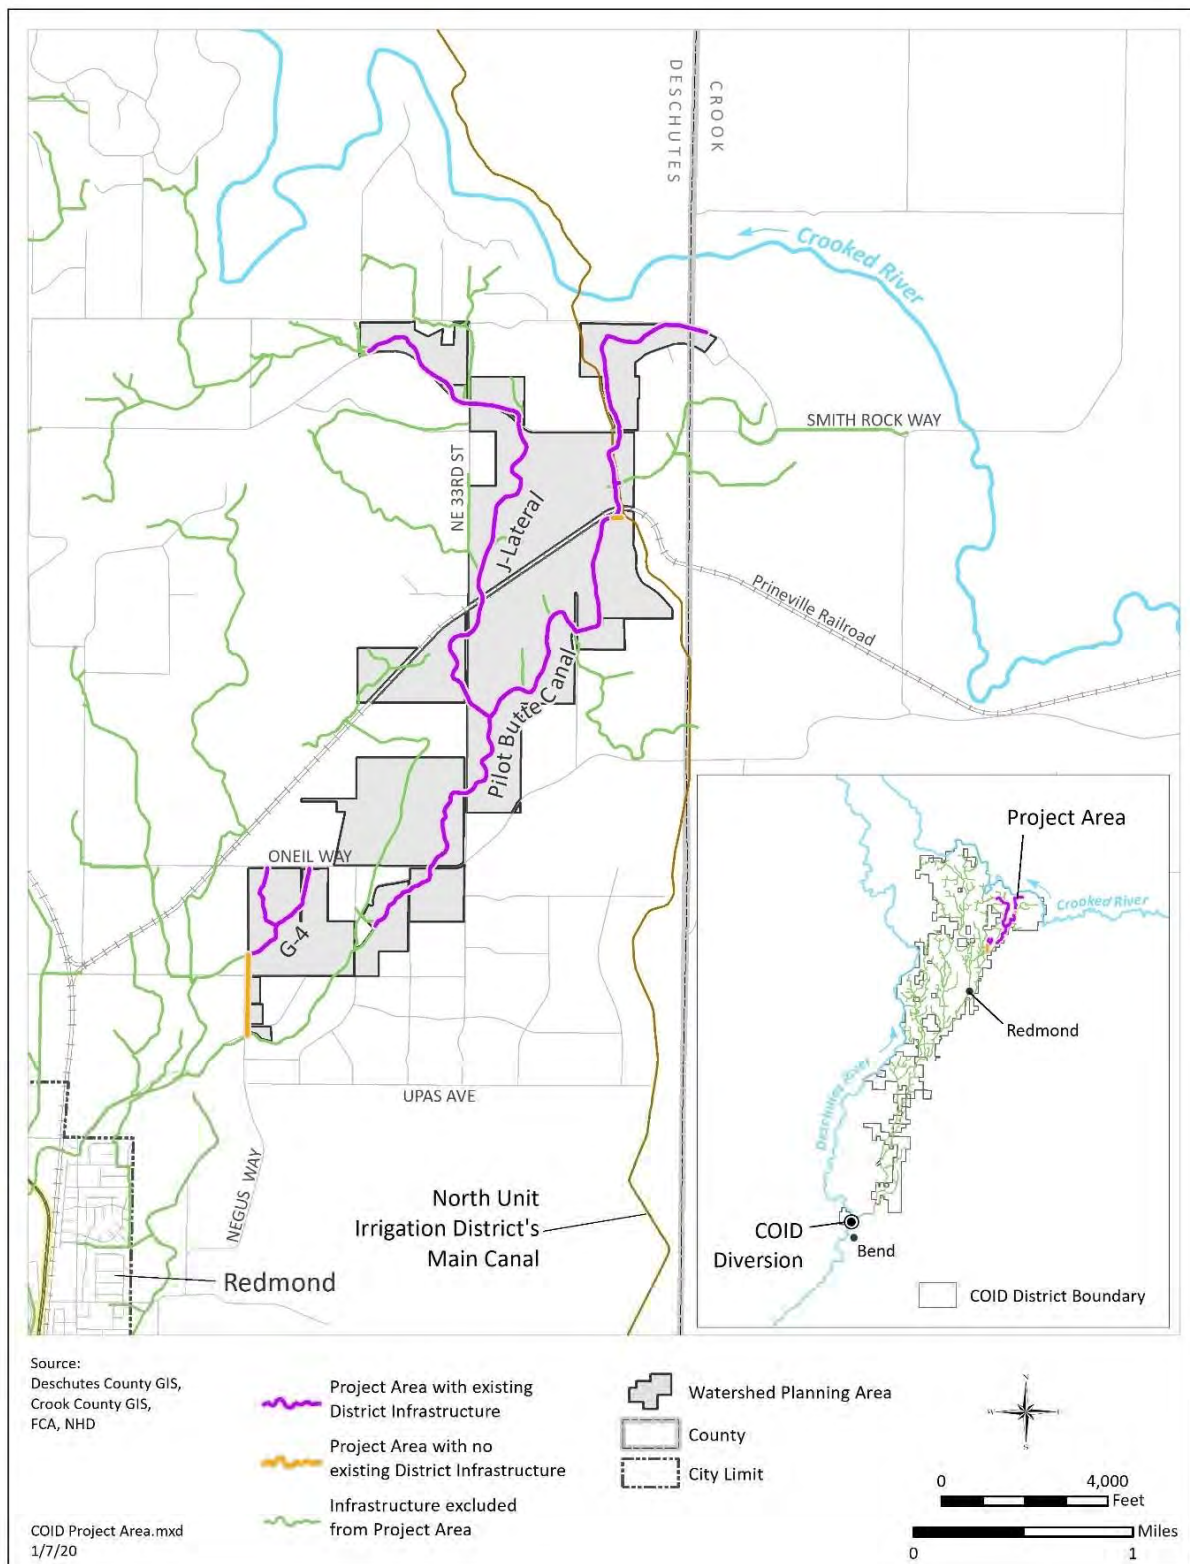 DESCHUTES
CROOK
Crooked River
SMITH ROCK WAY
NE 33RD ST
J-Lateral
Prineville Railroad
Pilot Butte Canal
ONEIL WAY
G-4
UPAS AVE
NEGUS WAY
North Unit
Irrigation District's
Main Canal
Redmond
Project Area
Crooked River
Redmond
Deschutes River
COID
Diversion
Bend
COID District Boundary
Source:
Deschutes County GIS,
Crook County GIS,
FCA, NHD
COID Project Area.mxd
1/7/20
Project Area with existing
District Infrastructure
Project Area with no
existing District Infrastructure
Infrastructure excluded
from Project Area
Watershed Planning Area
County
City Limit
N
W
E
S
0 4,000
Feet
Miles
0 1